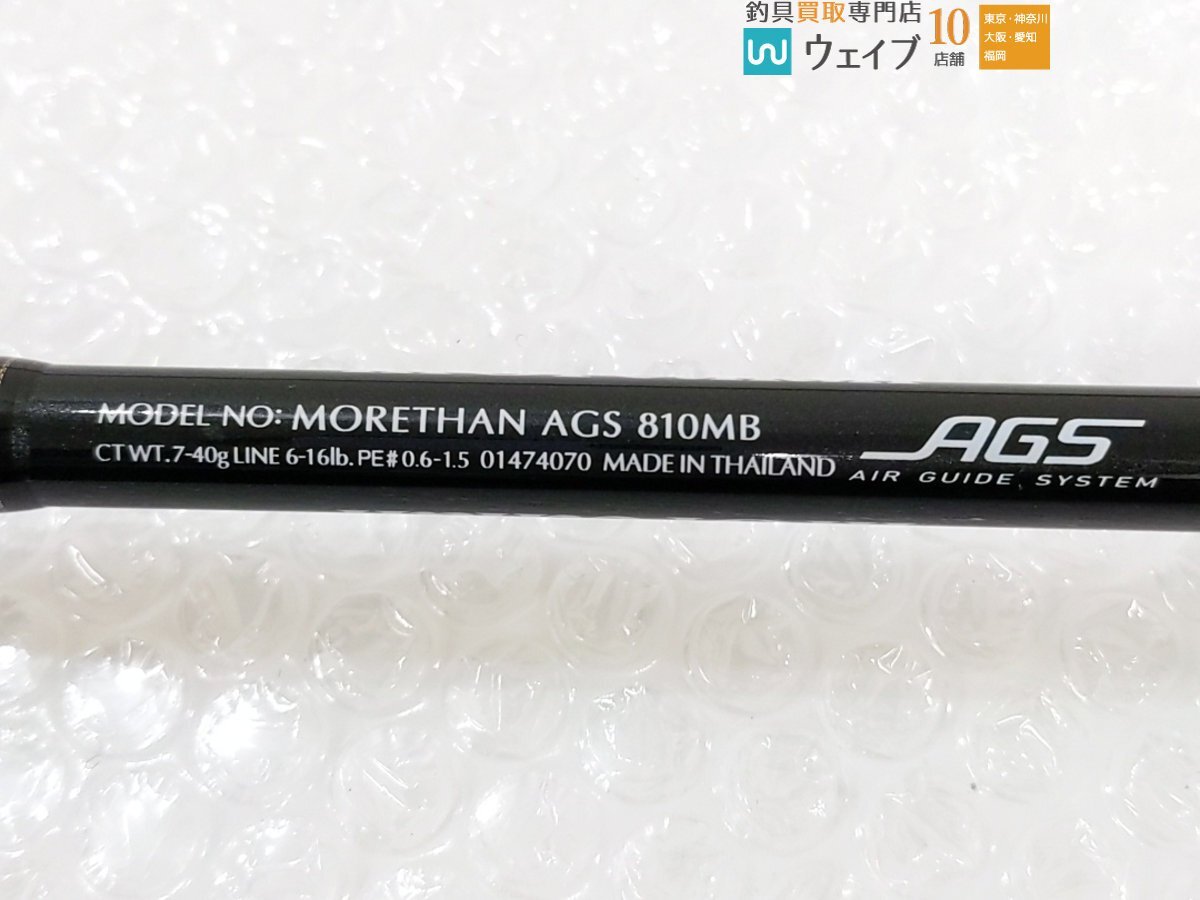 釣具買取専門店
ウェイブ
10
店舗
東京・神奈川
大阪・愛知
福岡
MODEL NO: MORETHAN AGS 810MB
CT WT. 7-40g LINE 6-16lb. PE# 0.6-1.5 01474070 MADE IN THAILAND
AGS
AIR GUIDE SYSTEM